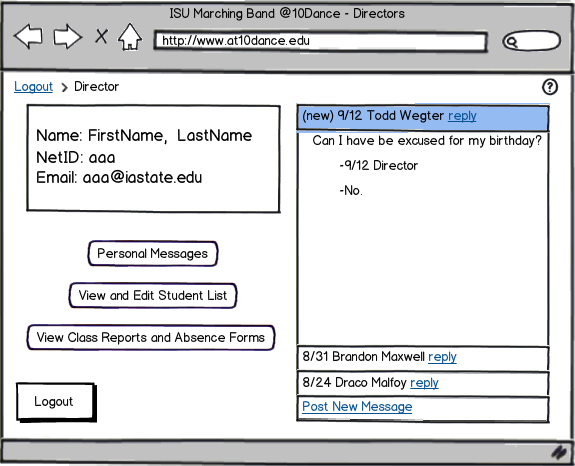 ISU Marching Band @10Dance - Directors
http://www.at10dance.edu
Logout > Director
?
Name: FirstName, LastName
NetID: aaa
Email: aaa@iastate.edu
Personal Messages
View and Edit Student List
View Class Reports and Absence Forms
Logout
(new) 9/12 Todd Wegter reply
Can I have be excused for my birthday?
-9/12 Director
-No.
8/31 Brandon Maxwell reply
8/24 Draco Malfoy reply
Post New Message